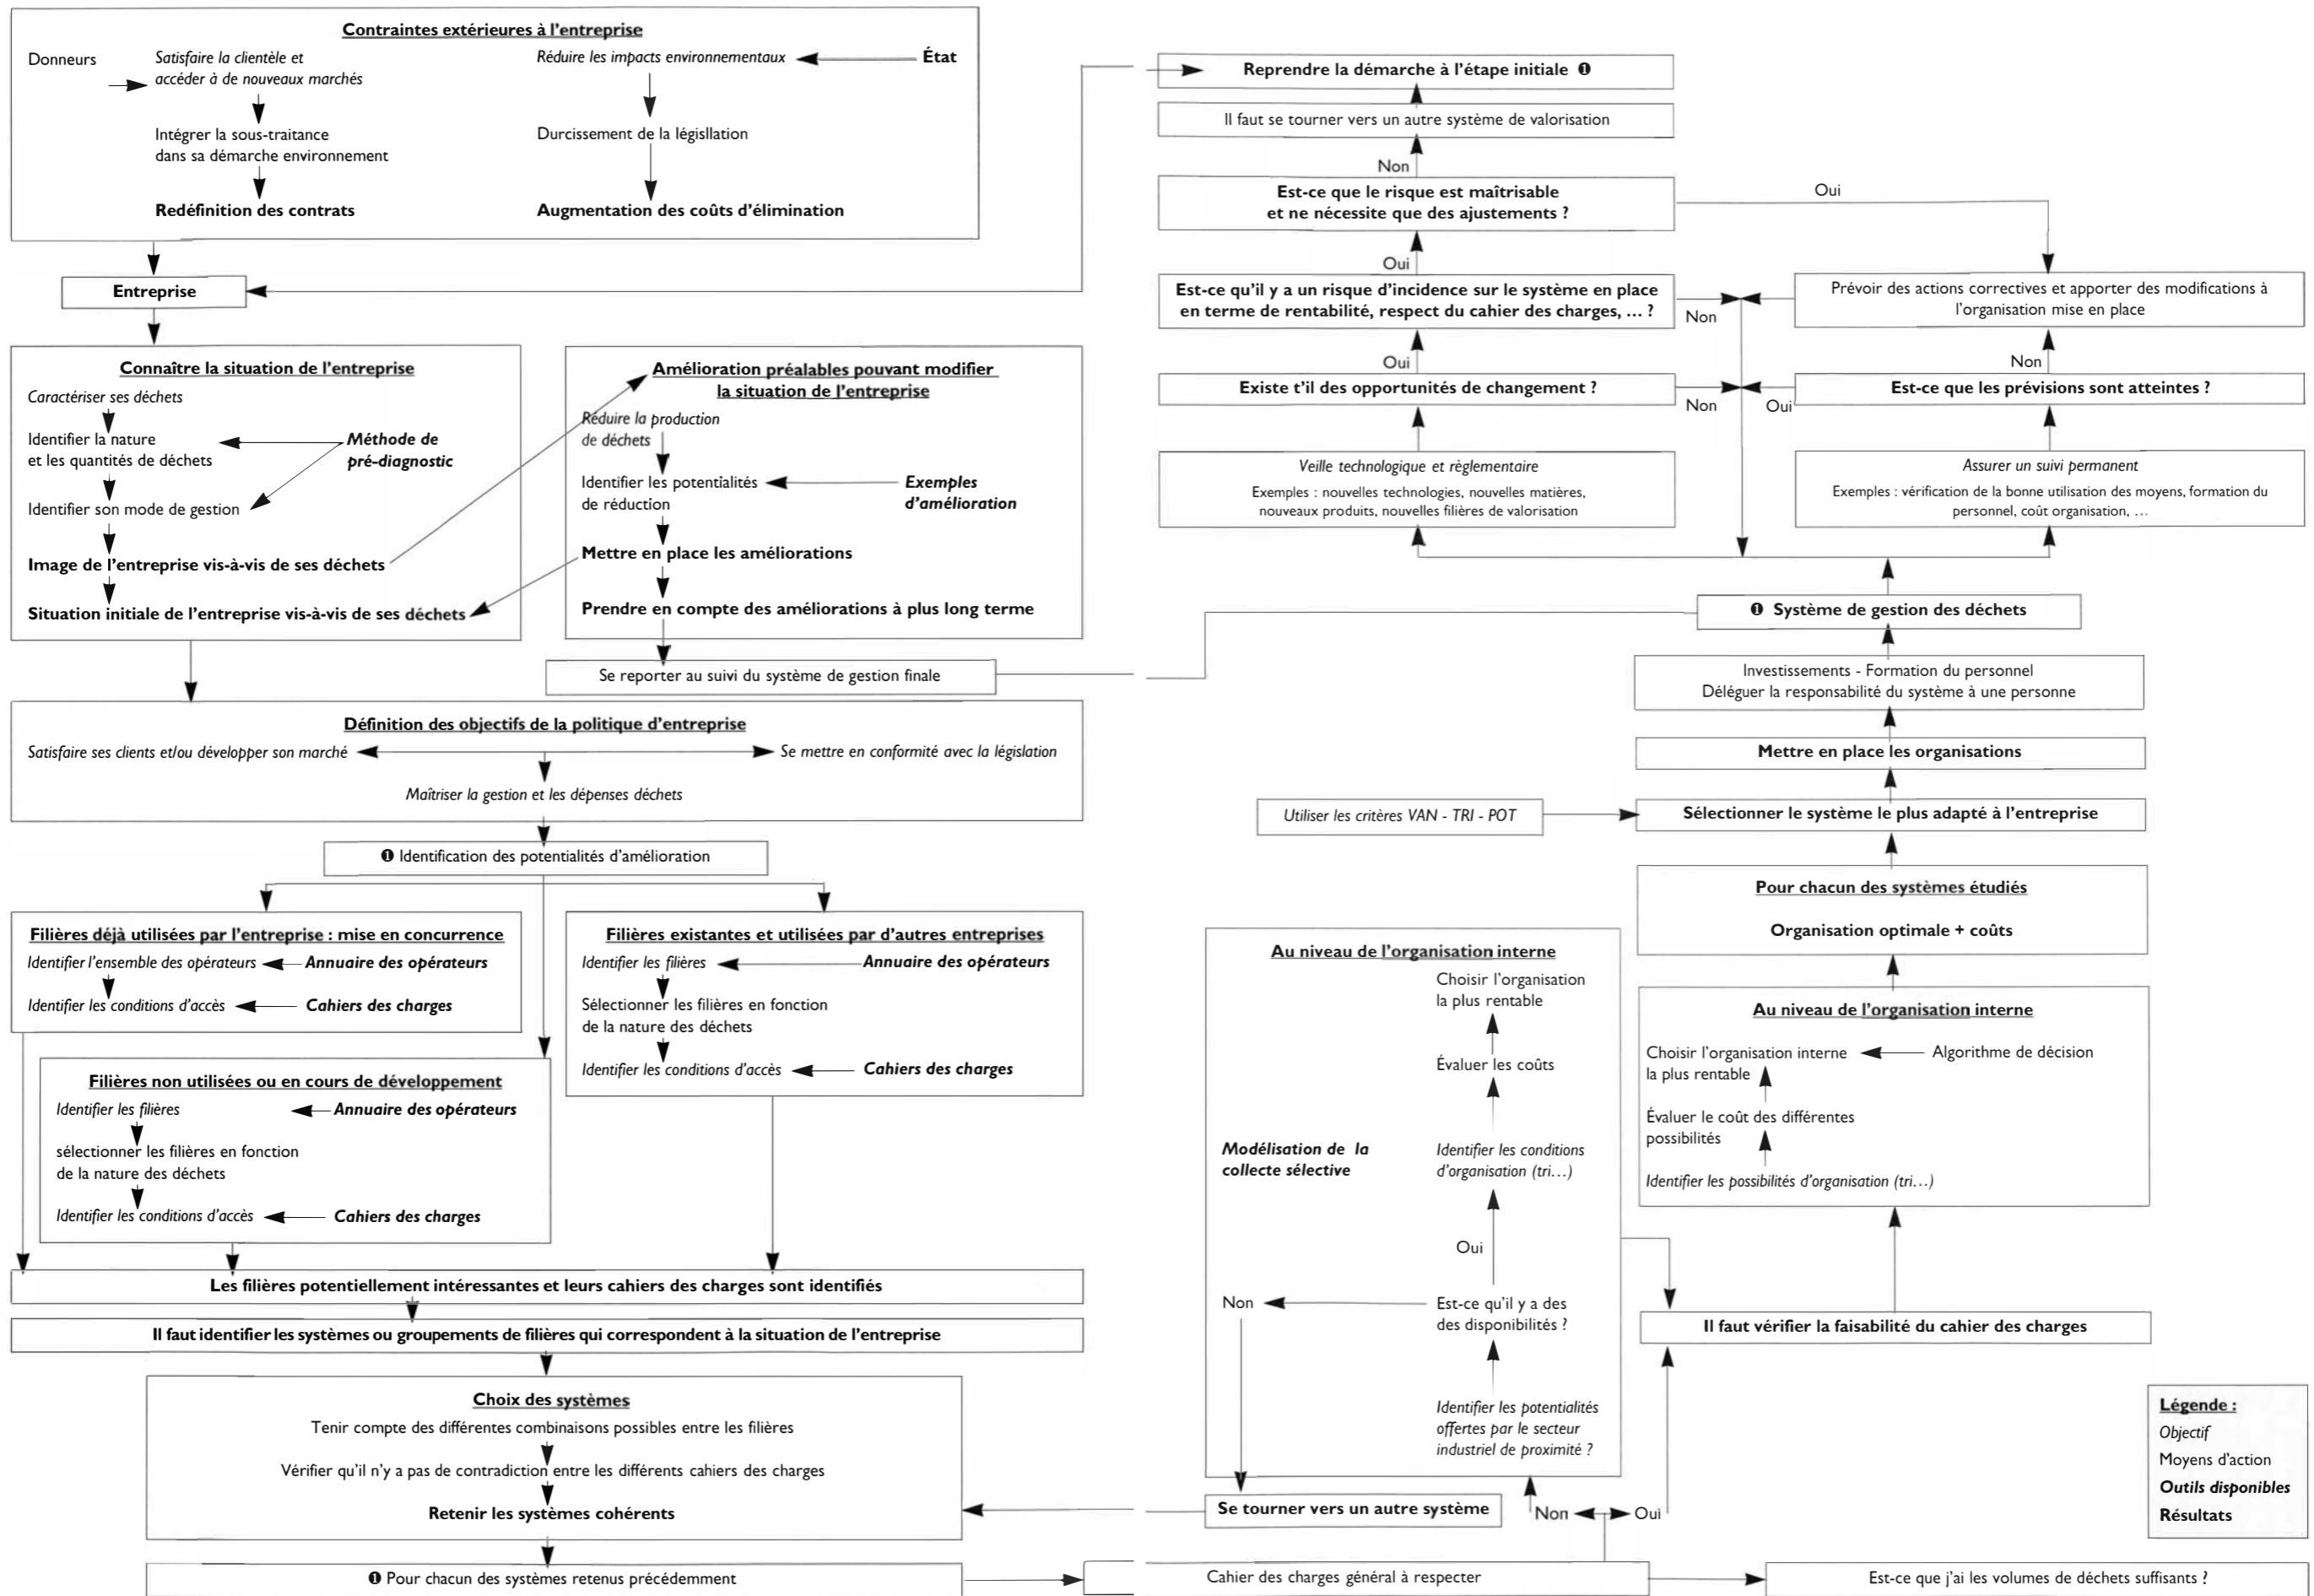 Contraintes extérieures à l'entreprise
Donneurs
Satisfaire la clientèle et
accéder à de nouveaux marchés
Intégrer la sous-traitance
dans sa démarche environnement
Redéfinition des contrats
Réduire les impacts environnementaux
État
Durcissement de la législlation
Augmentation des coûts d'élimination
Entreprise
Connaître la situation de l'entreprise
Caractériser ses déchets
Identifier la nature
et les quantités de déchets
Méthode de
pré-diagnostic
Identifier son mode de gestion
Image de l'entreprise vis-à-vis de ses déchets
Situation initiale de l'entreprise vis-à-vis de ses déchets
Amélioration préalables pouvant modifier
la situation de l'entreprise
Réduire la production
de déchets
Identifier les potentialités
de réduction
Exemples
d'amélioration
Mettre en place les améliorations
Prendre en compte des améliorations à plus long terme
Se reporter au suivi du système de gestion finale
Définition des objectifs de la politique d'entreprise
Satisfaire ses clients et/ou développer son marché
Se mettre en conformité avec la législation
Maîtriser la gestion et les dépenses déchets
❶ Identification des potentialités d'amélioration
Filières déjà utilisées par l'entreprise : mise en concurrence
Identifier l'ensemble des opérateurs
Annuaire des opérateurs
Identifier les conditions d'accès
Cahiers des charges
Filières existantes et utilisées par d'autres entreprises
Identifier les filières
Annuaire des opérateurs
Sélectionner les filières en fonction
de la nature des déchets
Identifier les conditions d'accès
Cahiers des charges
Filières non utilisées ou en cours de développement
Identifier les filières
Annuaire des opérateurs
sélectionner les filières en fonction
de la nature des déchets
Identifier les conditions d'accès
Cahiers des charges
Les filières potentiellement intéressantes et leurs cahiers des charges sont identifiés
Il faut identifier les systèmes ou groupements de filières qui correspondent à la situation de l'entreprise
Choix des systèmes
Tenir compte des différentes combinaisons possibles entre les filières
Vérifier qu'il n'y a pas de contradiction entre les différents cahiers des charges
Retenir les systèmes cohérents
❶ Pour chacun des systèmes retenus précédemment
Reprendre la démarche à l'étape initiale ❶
Il faut se tourner vers un autre système de valorisation
Non
Est-ce que le risque est maîtrisable
et ne nécessite que des ajustements ?
Oui
Oui
Est-ce qu'il y a un risque d'incidence sur le système en place
en terme de rentabilité, respect du cahier des charges, ... ?
Non
Prévoir des actions correctives et apporter des modifications à
l'organisation mise en place
Oui
Non
Existe t'il des opportunités de changement ?
Non
Oui
Est-ce que les prévisions sont atteintes ?
Veille technologique et règlementaire
Exemples : nouvelles technologies, nouvelles matières,
nouveaux produits, nouvelles filières de valorisation
Assurer un suivi permanent
Exemples : vérification de la bonne utilisation des moyens, formation du
personnel, coût organisation, ...
❶ Système de gestion des déchets
Investissements - Formation du personnel
Déléguer la responsabilité du système à une personne
Mettre en place les organisations
Utiliser les critères VAN - TRI - POT
Sélectionner le système le plus adapté à l'entreprise
Pour chacun des systèmes étudiés
Organisation optimale + coûts
Au niveau de l'organisation interne
Choisir l'organisation
la plus rentable
Évaluer les coûts
Modélisation de la
collecte sélective
Identifier les conditions
d'organisation (tri...)
Oui
Non
Est-ce qu'il y a des
des disponibilités ?
Identifier les potentialités
offertes par le secteur
industriel de proximité ?
Au niveau de l'organisation interne
Choisir l'organisation interne
la plus rentable
Algorithme de décision
Évaluer le coût des différentes
possibilités
Identifier les possibilités d'organisation (tri...)
Il faut vérifier la faisabilité du cahier des charges
Se tourner vers un autre système
Non
Oui
Cahier des charges général à respecter
Est-ce que j'ai les volumes de déchets suffisants ?
Légende :
Objectif
Moyens d'action
Outils disponibles
Résultats